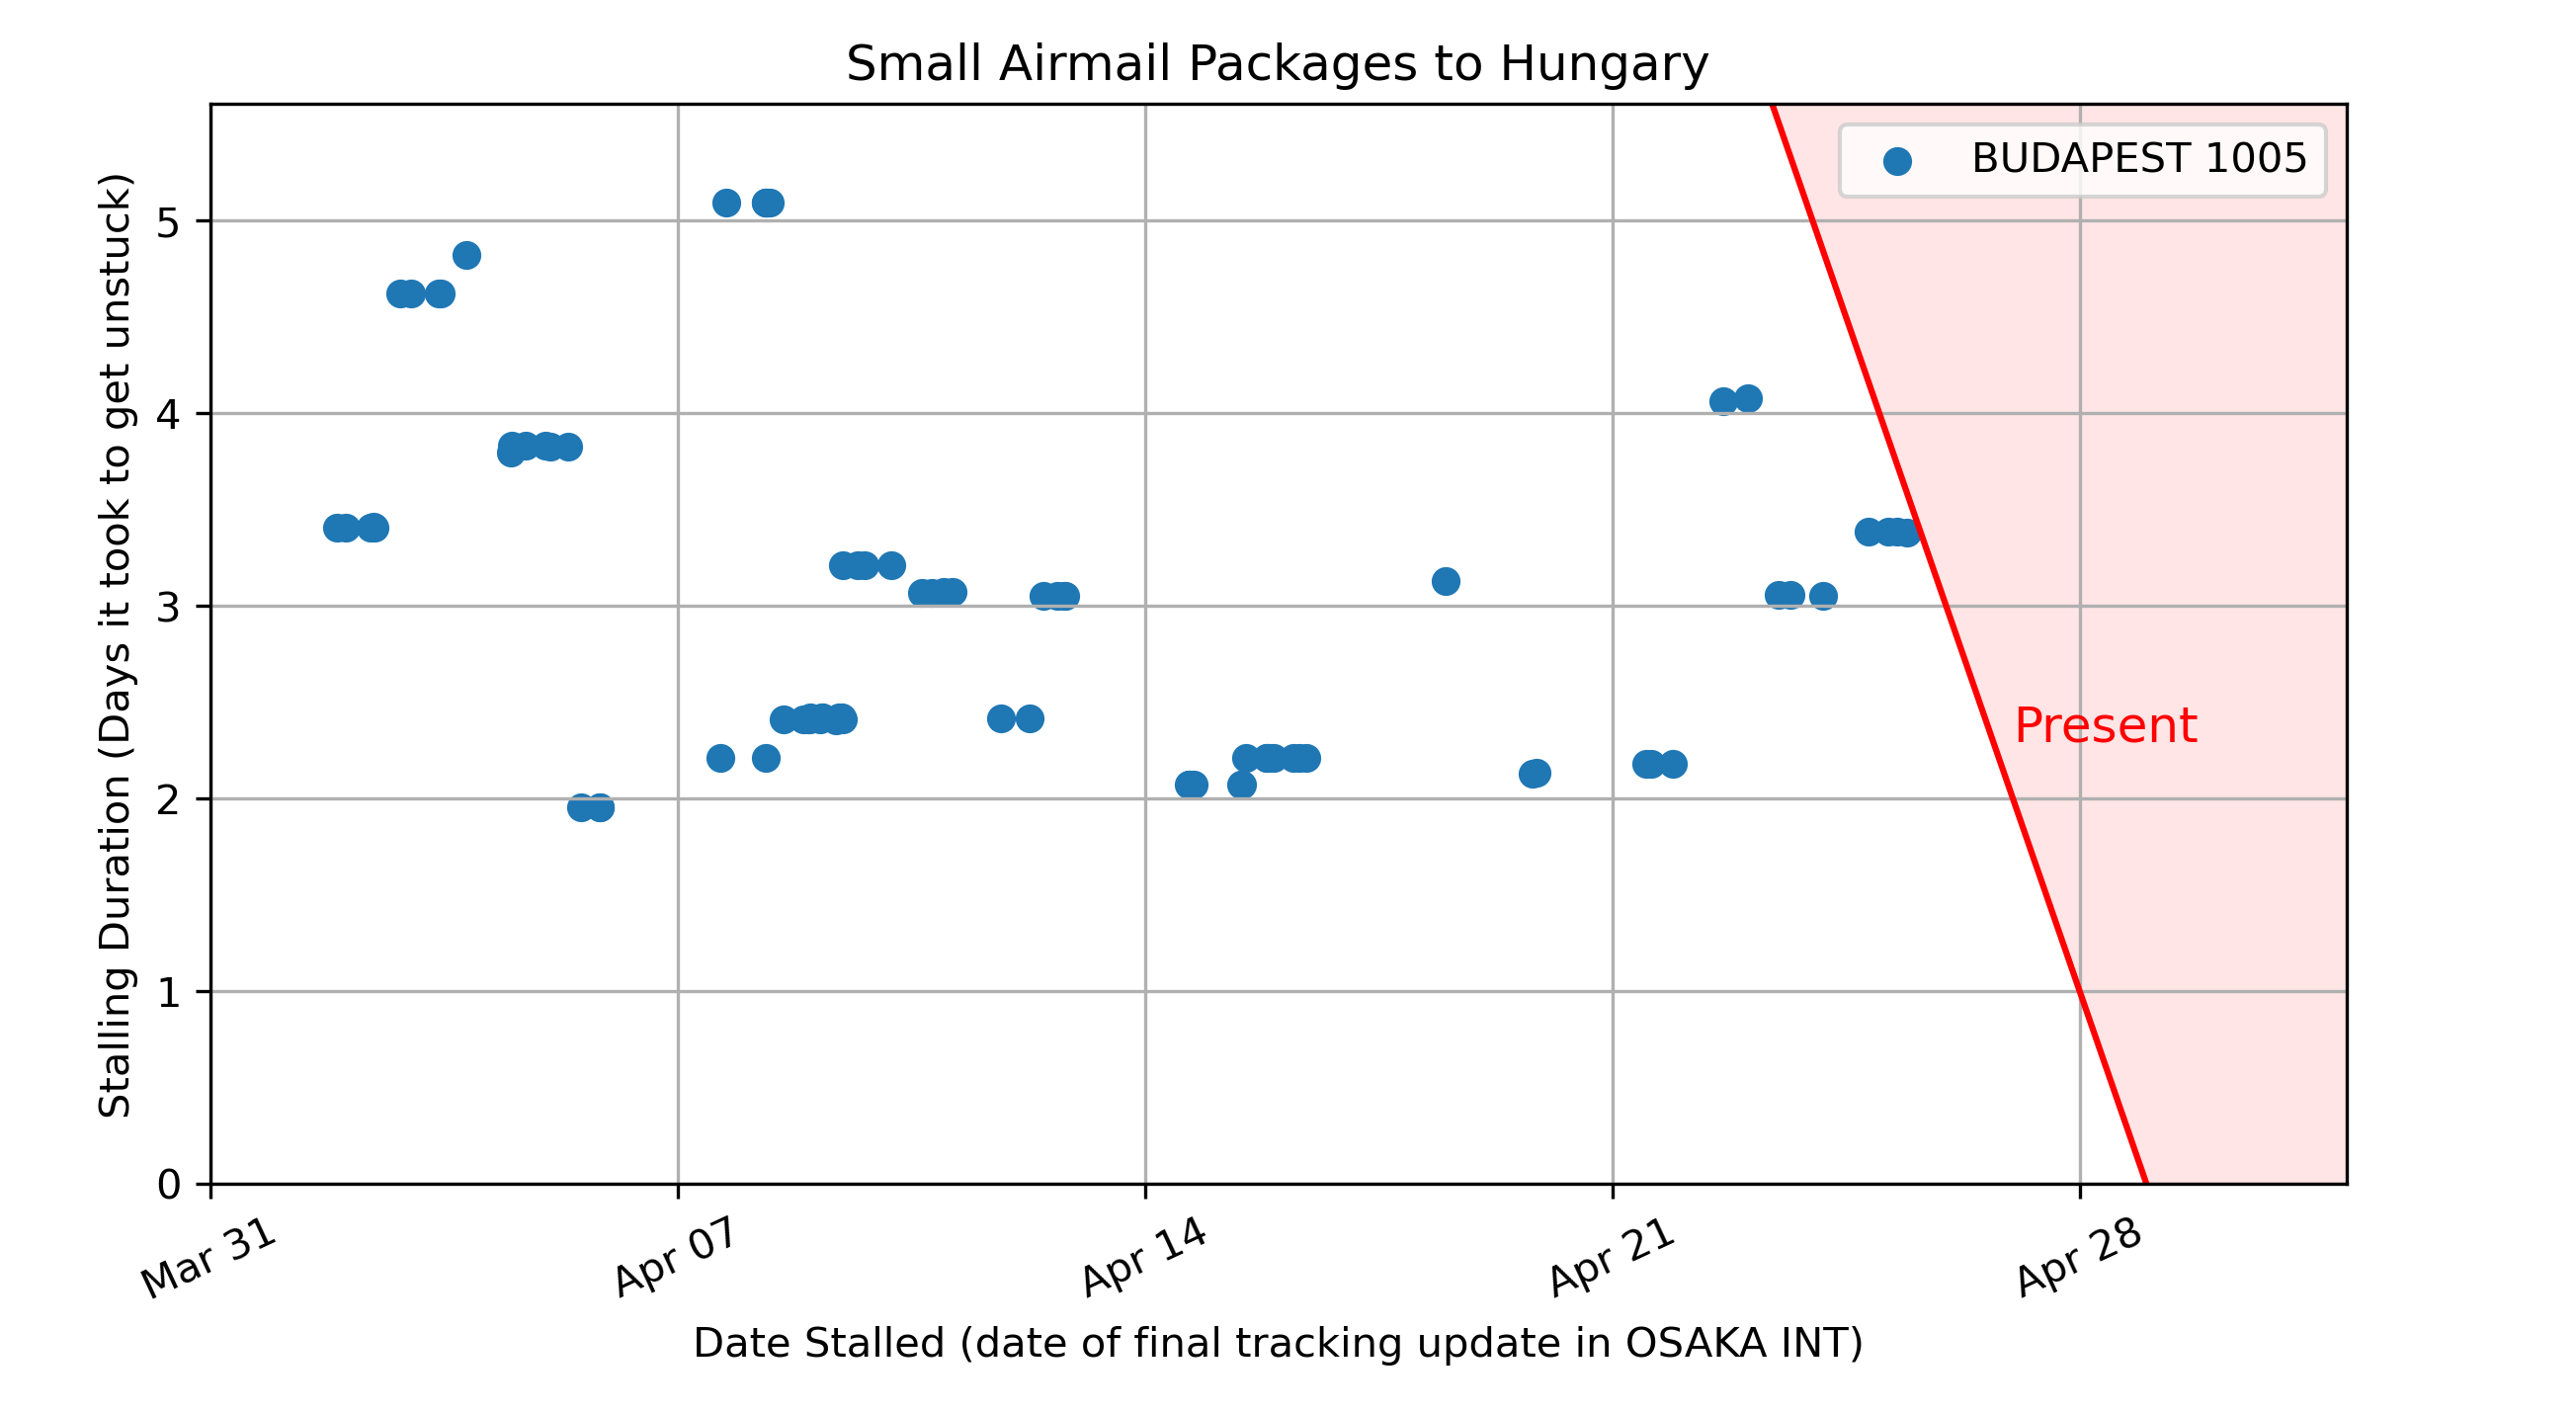 Small Airmail Packages to Hungary
BUDAPEST 1005
Stalling Duration (Days it took to get unstuck)
5
4
3
2
1
0
Present
Mar 31
Apr 07
Apr 14
Apr 21
Apr 28
Date Stalled (date of final tracking update in OSAKA INT)